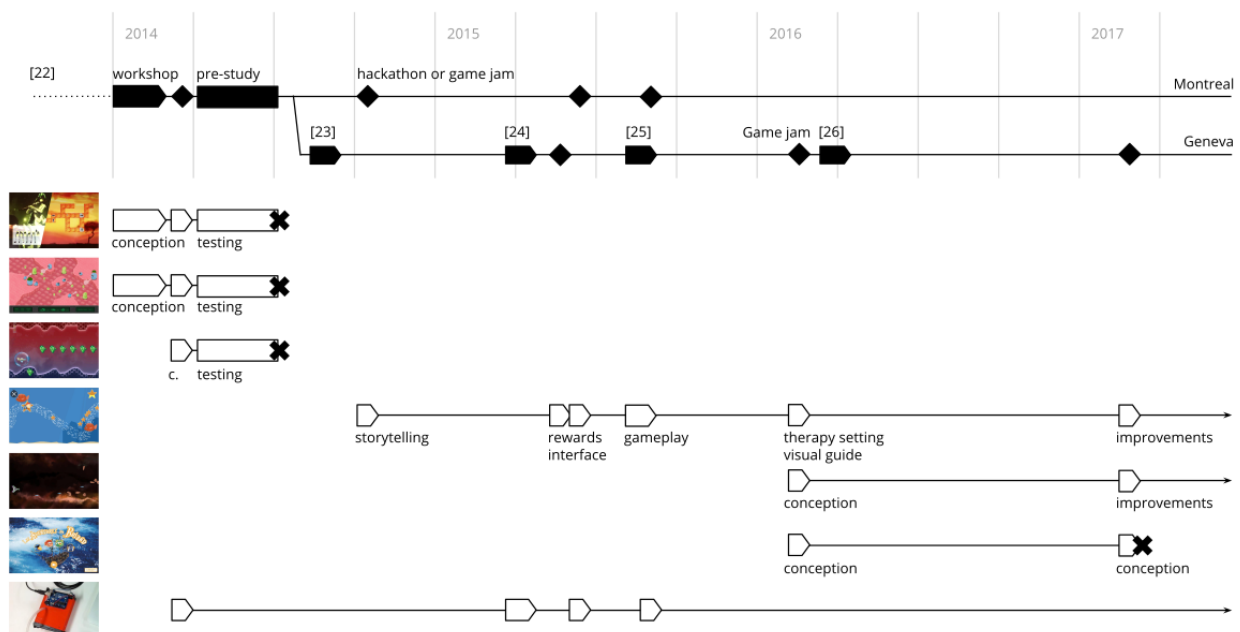 2014 2015 2016 2017
[22] workshop pre-study hackathon or game jam
Montreal
[23] [24] [25] Game jam [26]
Geneva
conception testing
conception testing
c. testing
storytelling rewards gameplay therapy setting improvements
interface visual guide
conception improvements
conception conception